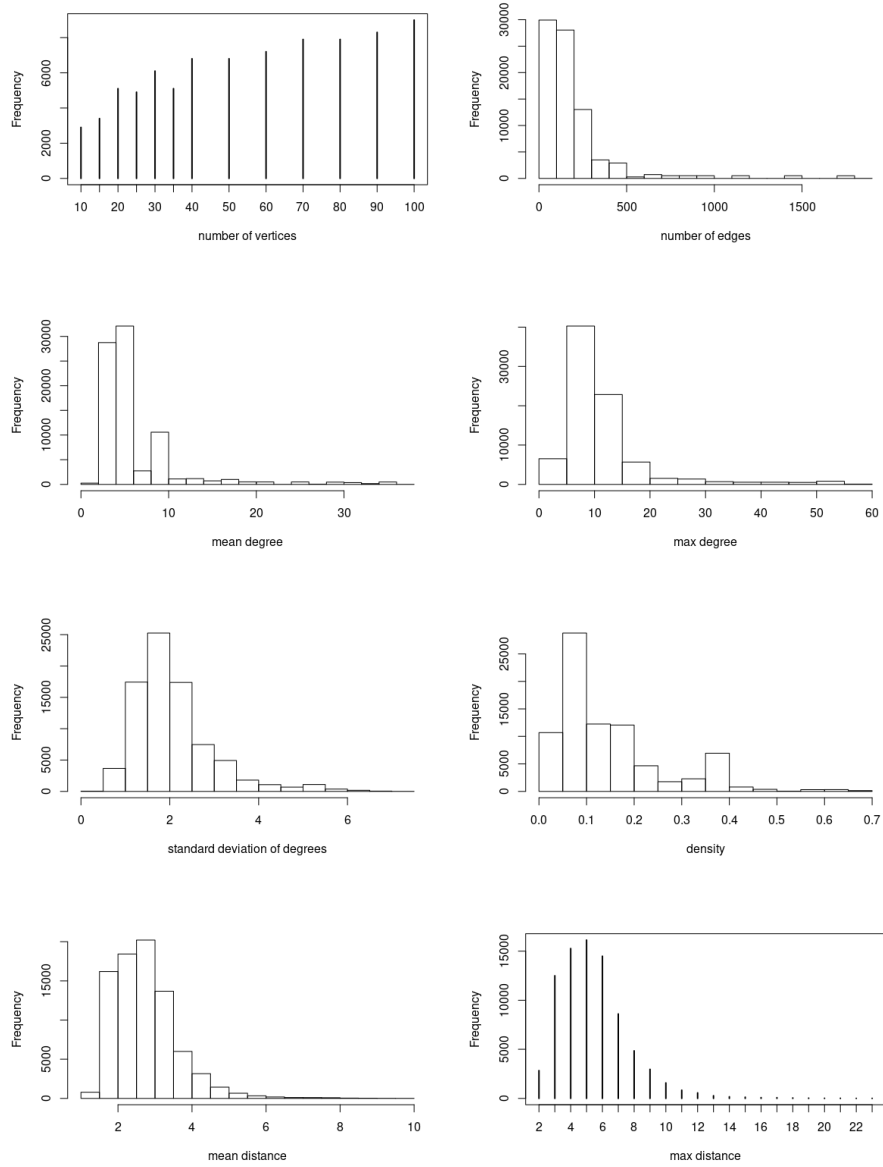 Frequency
0 2000 6000
10 20 30 40 50 60 70 80 90 100
number of vertices
Frequency
0 10000 20000 30000
0 500 1000 1500
number of edges
Frequency
0 10000 20000 30000
0 10 20 30
mean degree
Frequency
0 10000 30000
0 10 20 30 40 50 60
max degree
Frequency
0 5000 15000 25000
0 2 4 6
standard deviation of degrees
Frequency
0 5000 15000 25000
0.0 0.1 0.2 0.3 0.4 0.5 0.6 0.7
density
Frequency
0 5000 15000
2 4 6 8 10
mean distance
Frequency
0 5000 10000 15000
2 4 6 8 10 12 14 16 18 20 22
max distance